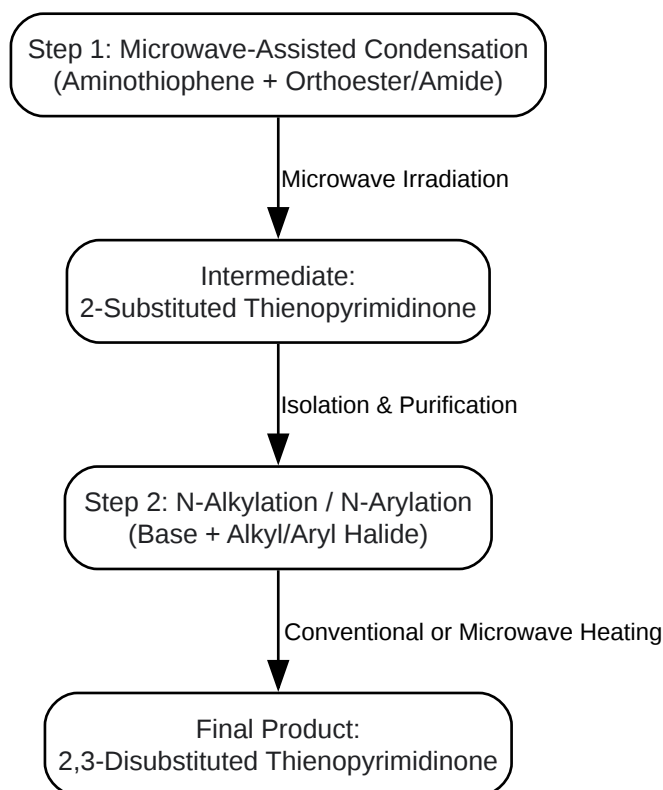 Step 1: Microwave-Assisted Condensation
(Aminothiophene + Orthoester/Amide)
Microwave Irradiation
Intermediate:
2-Substituted Thienopyrimidinone
Isolation & Purification
Step 2: N-Alkylation / N-Arylation
(Base + Alkyl/Aryl Halide)
Conventional or Microwave Heating
Final Product:
2,3-Disubstituted Thienopyrimidinone